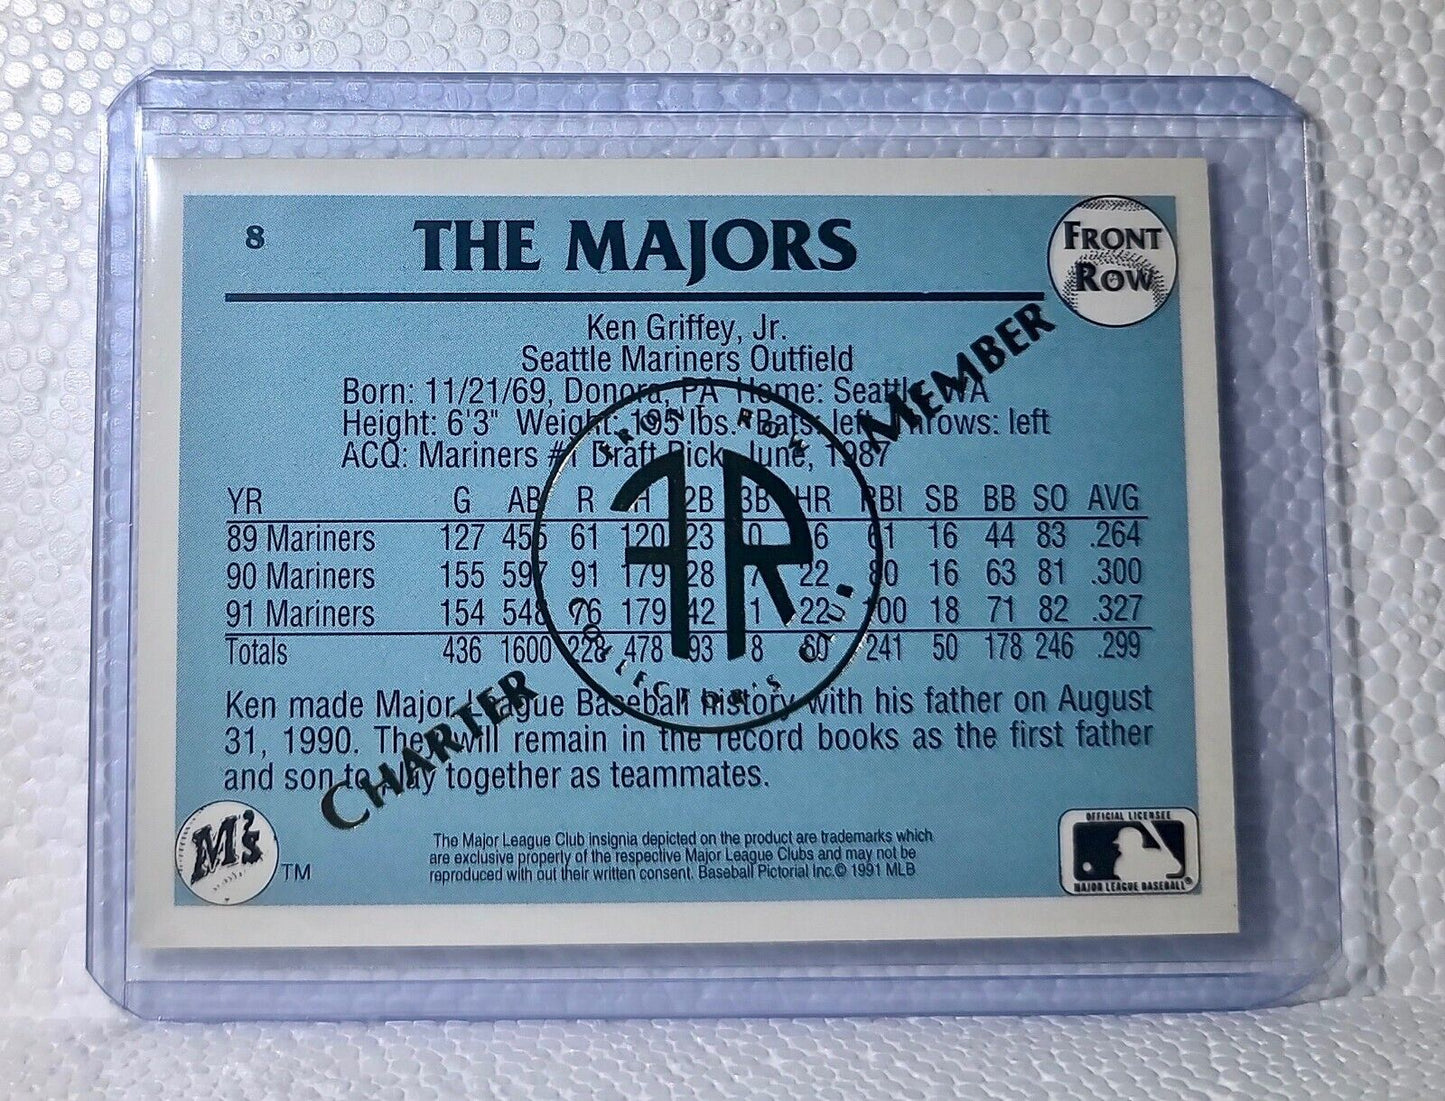 8
THE MAJORS
FRONT
ROW
Ken Griffey, Jr.
Seattle Mariners Outfield
Born: 11/21/69, Donora, PA Home: Seattle, WA
Height: 6'3" Weight: 195 lbs. Bats: left Throws: left
ACQ: Mariners #1 Draft Pick June, 1987
YR G AB R H 2B 3B HR RBI SB BB SO AVG
89 Mariners 127 455 61 120 23 0 16 61 16 44 83 .264
90 Mariners 155 597 91 179 28 7 22 80 16 63 81 .300
91 Mariners 154 548 76 179 42 1 22 100 18 71 82 .327
Totals 436 1600 228 478 93 8 60 241 50 178 246 .299
Ken made Major League Baseball history with his father on August
31, 1990. They will remain in the record books as the first father
and son to play together as teammates.
CHARTER MEMBER
FRONT ROW
FR
COLLECTOR'S CLUB
M's
TM
The Major League Club insignia depicted on the product are trademarks which
are exclusive property of the respective Major League Clubs and may not be
reproduced with out their written consent. Baseball Pictorial Inc.© 1991 MLB
OFFICIAL LICENSEE
MAJOR LEAGUE BASEBALL®